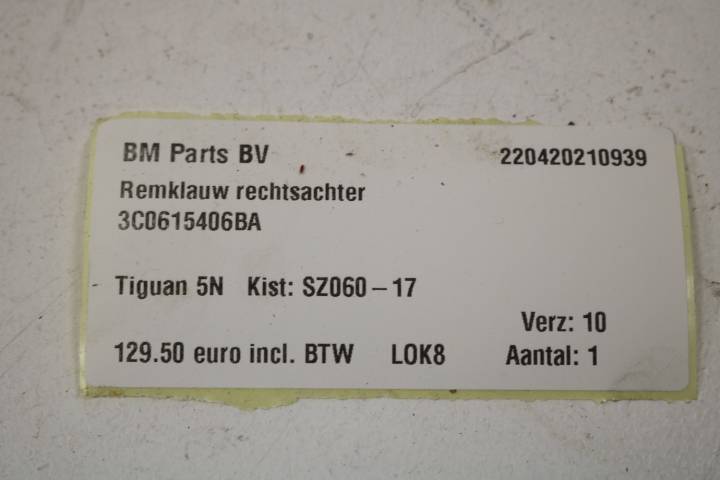 BM Parts BV 220420210939
Remklauw rechtsachter
3C0615406BA
Tiguan 5N Kist: SZ060-17
Verz: 10
129.50 euro incl. BTW LOK8 Aantal: 1